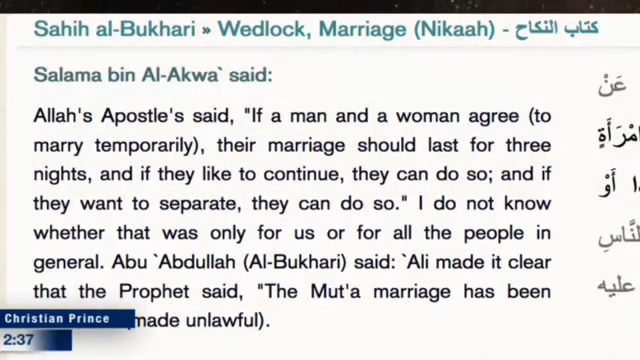 Sahih al-Bukhari » Wedlock, Marriage (Nikaah) - كتاب النكاح
Salama bin Al-Akwa` said:
عَنْ
Allah's Apostle's said, "If a man and a woman agree (to
marry temporarily), their marriage should last for three
nights, and if they like to continue, they can do so; and if
they want to separate, they can do so." I do not know
whether that was only for us or for all the people in
general. Abu `Abdullah (Al-Bukhari) said: `Ali made it clear
that the Prophet said, "The Mut'a marriage has been
made unlawful).
أَوْ
عليه
Christian Prince
2:37